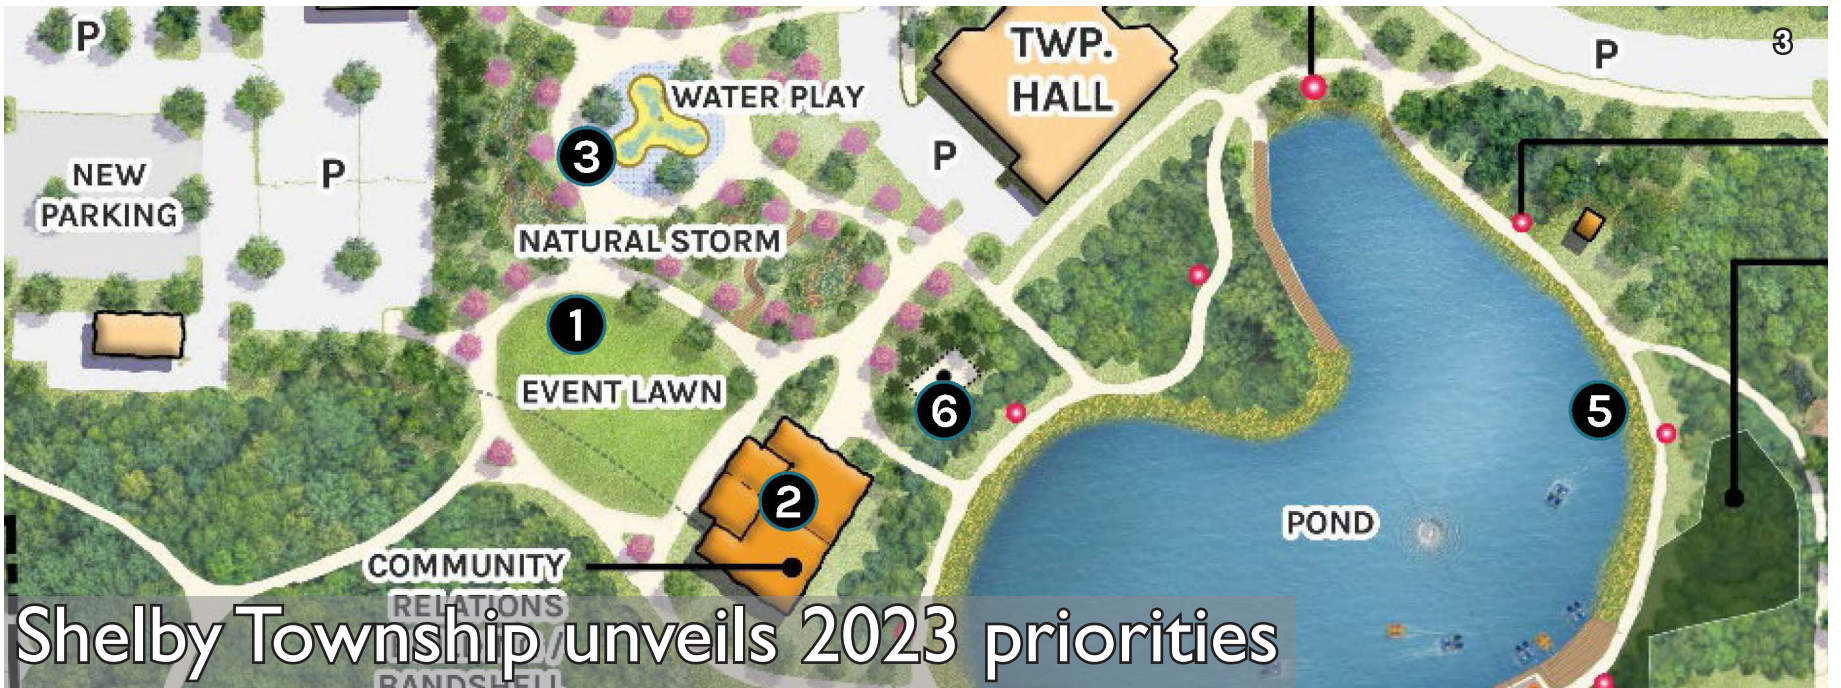 P
TWP.
HALL
P
3
WATER PLAY
3
P
P
NEW
PARKING
NATURAL STORM
1
EVENT LAWN
6
5
2
POND
COMMUNITY
RELATIONS
/
BANDSHELL
Shelby Township unveils 2023 priorities